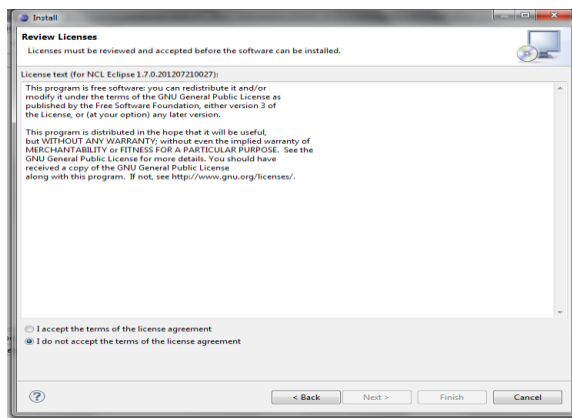 Install
Review Licenses
Licenses must be reviewed and accepted before the software can be installed.
License text (for NCL Eclipse 1.7.0.201207210027):
This program is free software: you can redistribute it and/or
modify it under the terms of the GNU General Public License as
published by the Free Software Foundation, either version 3 of
the License, or (at your option) any later version.
This program is distributed in the hope that it will be useful,
but WITHOUT ANY WARRANTY; without even the implied warranty of
MERCHANTABILITY or FITNESS FOR A PARTICULAR PURPOSE. See the
GNU General Public License for more details. You should have
received a copy of the GNU General Public License
along with this program. If not, see http://www.gnu.org/licenses/.
I accept the terms of the license agreement
I do not accept the terms of the license agreement
?
< Back Next > Finish Cancel